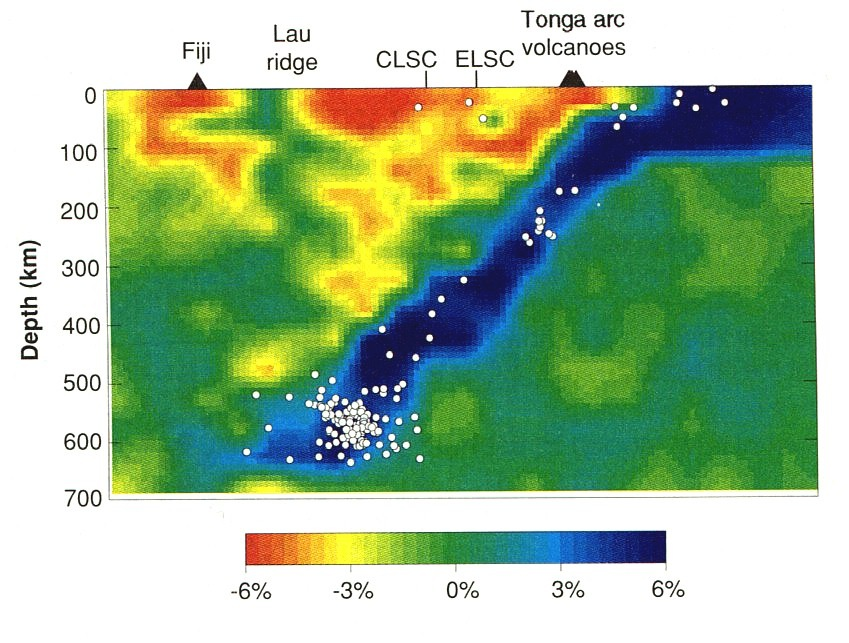 Tonga arc
volcanoes
Lau
ridge
Fiji
CLSC
ELSC
Depth (km)
0
100
200
300
400
500
600
700
-6%
-3%
0%
3%
6%